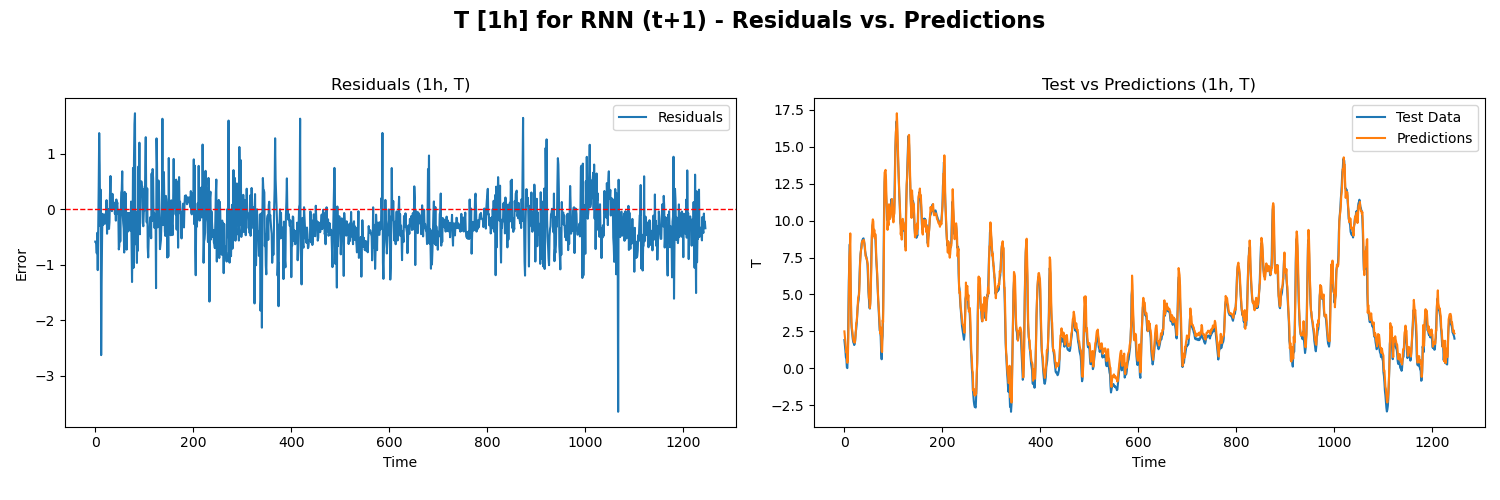 T [1h] for RNN (t+1) - Residuals vs. Predictions
Residuals (1h, T)
Residuals
1
0
−1
−2
−3
Error
0 200 400 600 800 1000 1200
Time
Test vs Predictions (1h, T)
Test Data
Predictions
17.5
15.0
12.5
10.0
7.5
5.0
2.5
0.0
−2.5
T
0 200 400 600 800 1000 1200
Time